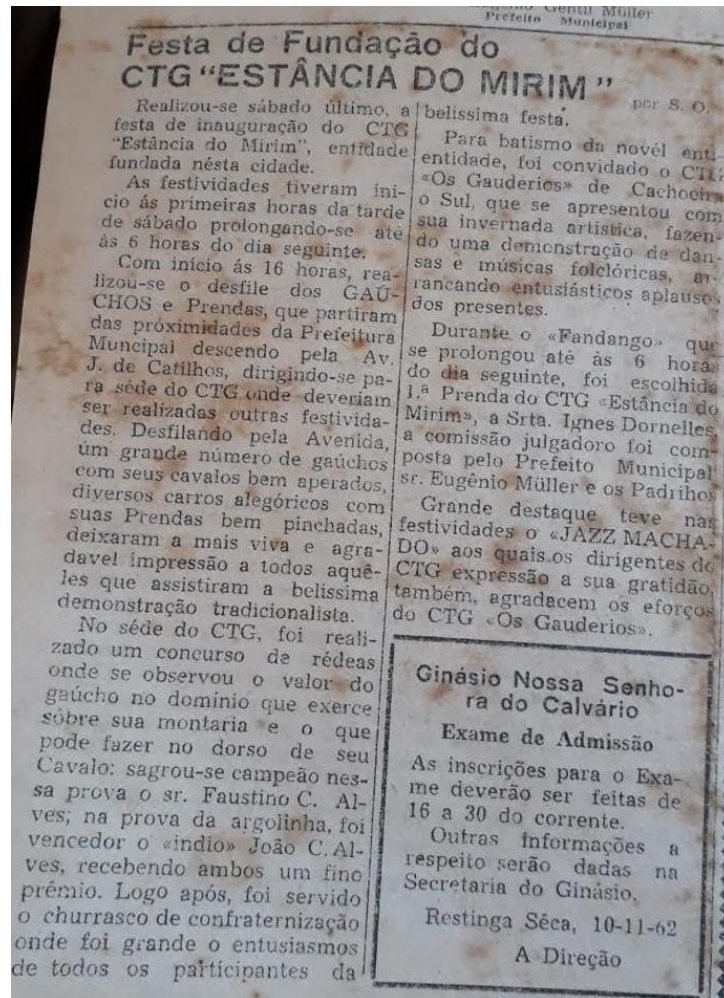 Eugênio Gentil Müller
Prefeito Municipal
Festa de Fundação do
CTG "ESTÂNCIA DO MIRIM"
por S. O.
Realizou-se sábado último, a
festa de inauguração do CTG
"Estância do Mirim", entidade
fundada nésta cidade.
As festividades tiveram iní-
cio ás primeiras horas da tarde
de sábado prolongando-se até
às 6 horas do dia seguinte.
Com início ás 16 horas, rea-
lizou-se o desfile dos GAÚ-
CHOS e Prendas, que partiram
das próximidades da Prefeitura
Muncipal descendo pela Av.
J. de Catilhos, dirigindo-se pa-
ra séde do CTG onde deveriam
ser realizadas outras festivida-
des. Desfilando pela Avenida,
úm grande número de gaúchos
com seus cavalos bem aperados,
diversos carros alegóricos com
suas Prendas bem pinchadas,
deixaram a mais viva e agra-
davel impressão a todos aquê-
les que assistiram a belissima
demonstração tradicionalista.
No séde do CTG, foi reali-
zado um concurso de rédeas
onde se observou o valor do
gaúcho no domínio que exerce
sôbre sua montaria e o que
pode fazer no dorso de seu
Cavalo: sagrou-se campeão nes-
sa prova o sr. Faustino C. Al-
ves; na prova da argolinha, foi
vencedor o «indio» João C. Al-
ves, recebendo ambos um fino
prêmio. Logo após, foi servido
o churrasco de confraternização
onde foi grande o entusiasmos
de todos os participantes da
belissima festa.
Para batismo da novél enti-
entidade, foi convidado o CTG
«Os Gauderios» de Cachoeira
o Sul, que se apresentou com
sua invernada artistica, fazen-
do uma demonstração de dan-
sas e músicas folclóricas, ar-
rancando entusiásticos aplausos
dos presentes.
Durante o «Fandango» que
se prolongou até às 6 horas
do dia seguinte, foi escolhida
1.ª Prenda do CTG «Estância do
Mirim», a Srta. Ignes Dornelles,
a comissão julgadoro foi com-
posta pelo Prefeito Municipal
sr. Eugênio Müller e os Padrihos
Grande destaque teve nas
festividades o «JAZZ MACHA-
DO» aos quais os dirigentes do
CTG expressão a sua gratidão,
também, agradacem os eforços
do CTG «Os Gauderios».
Ginásio Nossa Senho-
ra do Calvário
Exame de Admissão
As inscrições para o Exa-
me deverão ser feitas de
16 a 30 do corrente.
Outras informações a
respeito serão dadas na
Secretaria do Ginásio.
Restinga Sêca, 10-11-62
A Direção